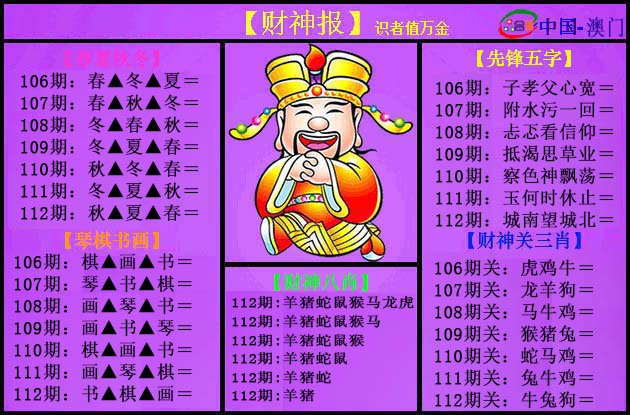 【财神报】 识者值万金
中国-澳门
春夏秋冬】
106期：春▲冬▲夏＝
107期：春▲秋▲冬＝
108期：冬▲春▲秋＝
109期：冬▲夏▲春＝
110期：秋▲冬▲春＝
111期：冬▲夏▲秋＝
112期：秋▲夏▲春＝
【琴棋书画】
106期：棋▲画▲书＝
107期：琴▲书▲棋＝
108期：画▲琴▲书＝
109期：画▲书▲琴＝
110期：棋▲画▲书＝
111期：画▲琴▲棋＝
112期：书▲棋▲画＝
【财神八肖】
112期:羊猪蛇鼠猴马龙虎
112期:羊猪蛇鼠猴马
112期:羊猪蛇鼠猴
112期:羊猪蛇鼠
112期:羊猪蛇
112期:羊猪
【先锋五字】
106期：子孝父心宽＝
107期：附水污一回＝
108期：忐忑看信仰＝
109期：抵渴思草业＝
110期：察色神飘荡＝
111期：玉何时休止＝
112期：城南望城北＝
【财神关三肖】
106期关：虎鸡牛＝
107期关：龙羊狗＝
108期关：马牛鸡＝
109期关：猴猪兔＝
110期关：蛇马鸡＝
111期关：兔牛鸡＝
112期关：牛兔狗＝